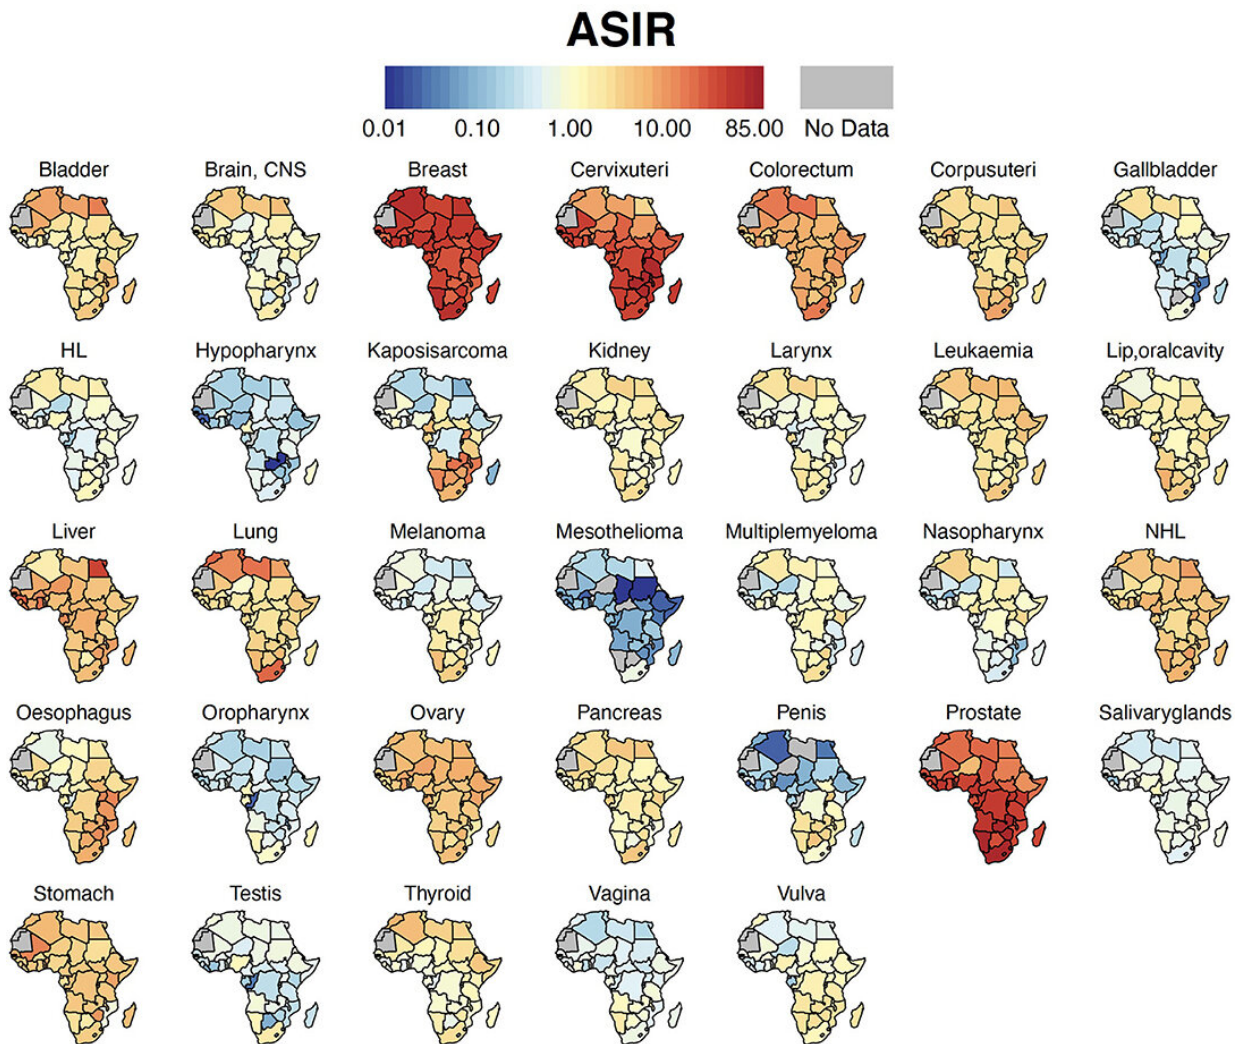 ASIR
0.01 0.10 1.00 10.00 85.00 No Data
Bladder Brain, CNS Breast Cervixuteri Colorectum Corpusuteri Gallbladder
HL Hypopharynx Kaposisarcoma Kidney Larynx Leukaemia Lip,oralcavity
Liver Lung Melanoma Mesothelioma Multiplemyeloma Nasopharynx NHL
Oesophagus Oropharynx Ovary Pancreas Penis Prostate Salivaryglands
Stomach Testis Thyroid Vagina Vulva